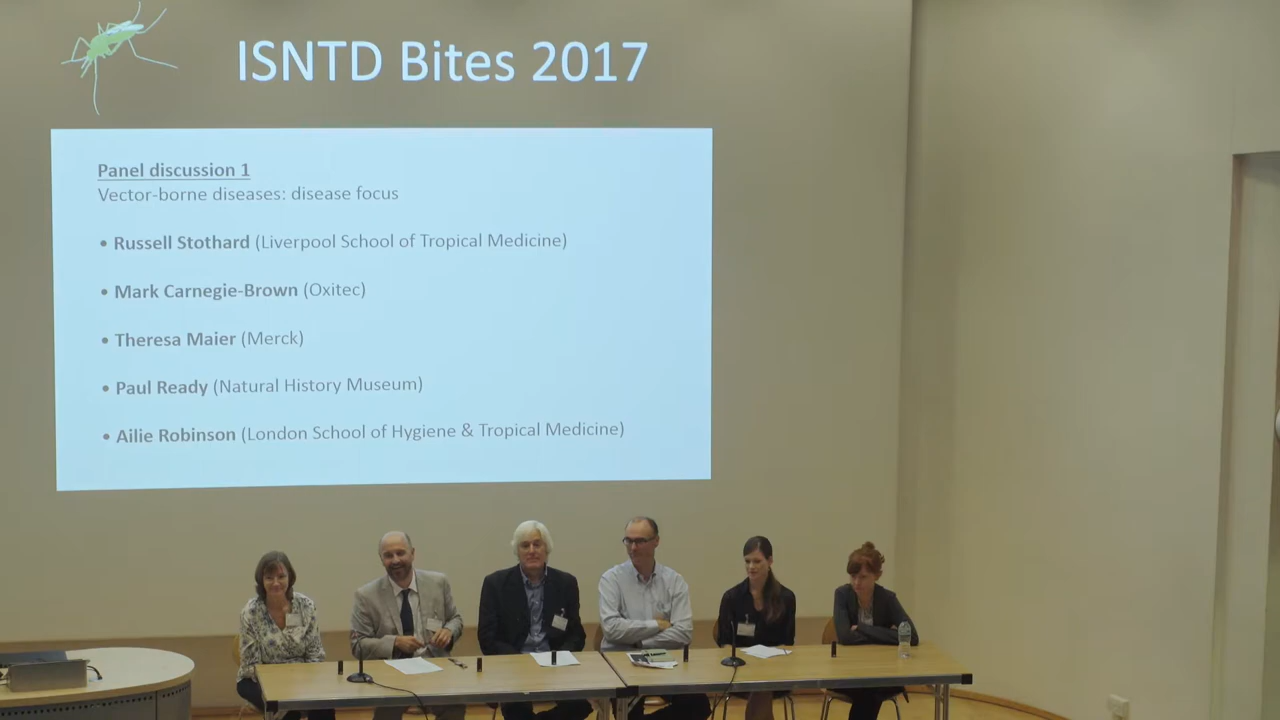 ISNTD Bites 2017
Panel discussion 1
Vector-borne diseases: disease focus
• Russell Stothard (Liverpool School of Tropical Medicine)
• Mark Carnegie-Brown (Oxitec)
• Theresa Maier (Merck)
• Paul Ready (Natural History Museum)
• Ailie Robinson (London School of Hygiene & Tropical Medicine)